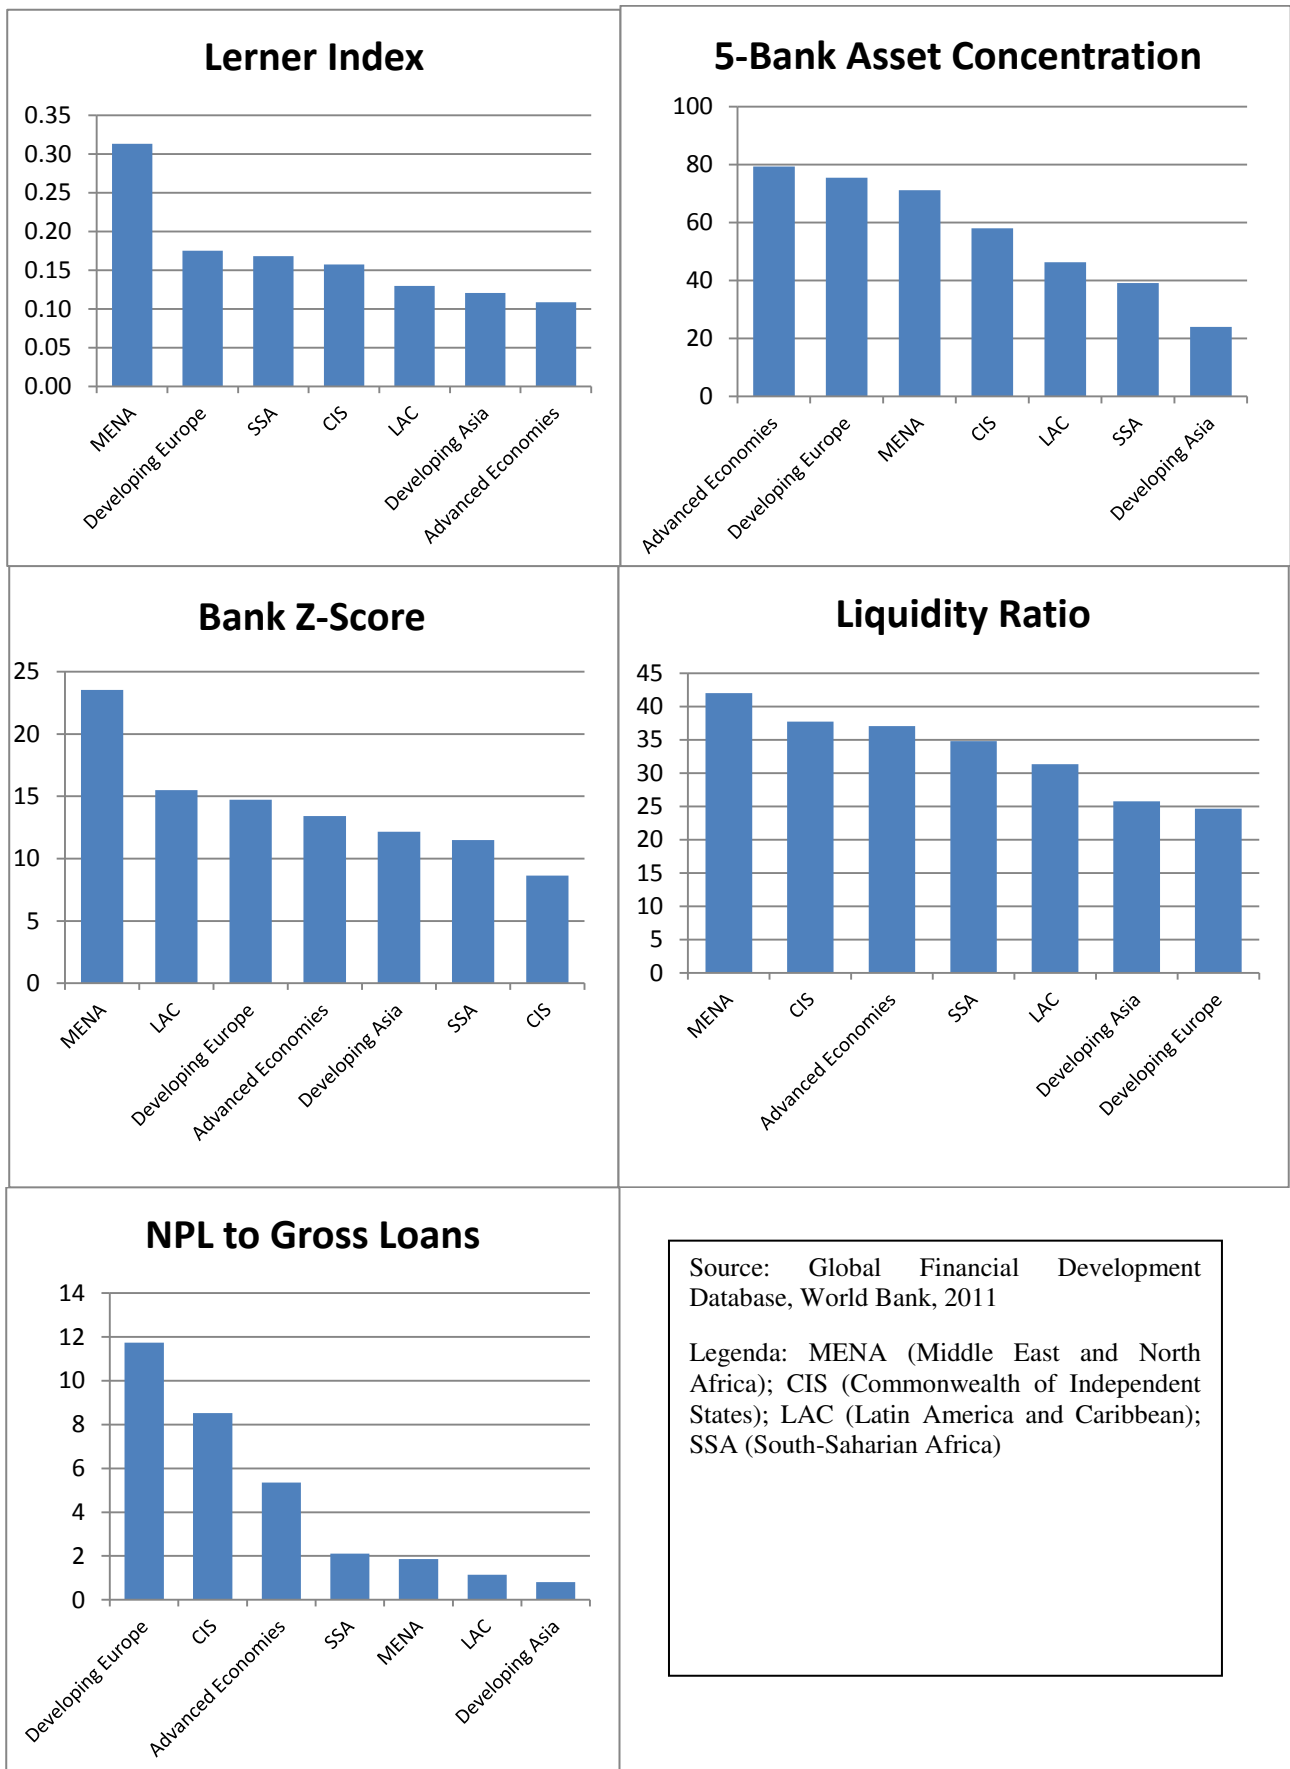 Lerner Index
0.35
0.30
0.25
0.20
0.15
0.10
0.05
0.00
MENA
Developing Europe
SSA
CIS
LAC
Developing Asia
Advanced Economies
5-Bank Asset Concentration
100
80
60
40
20
0
Advanced Economies
Developing Europe
MENA
CIS
LAC
SSA
Developing Asia
Bank Z-Score
25
20
15
10
5
0
MENA
LAC
Developing Europe
Advanced Economies
Developing Asia
SSA
CIS
Liquidity Ratio
45
40
35
30
25
20
15
10
5
0
MENA
CIS
Advanced Economies
SSA
LAC
Developing Asia
Developing Europe
NPL to Gross Loans
14
12
10
8
6
4
2
0
Developing Europe
CIS
Advanced Economies
SSA
MENA
LAC
Developing Asia
Source: Global Financial Development
Database, World Bank, 2011
Legenda: MENA (Middle East and North
Africa); CIS (Commonwealth of Independent
States); LAC (Latin America and Caribbean);
SSA (South-Saharian Africa)